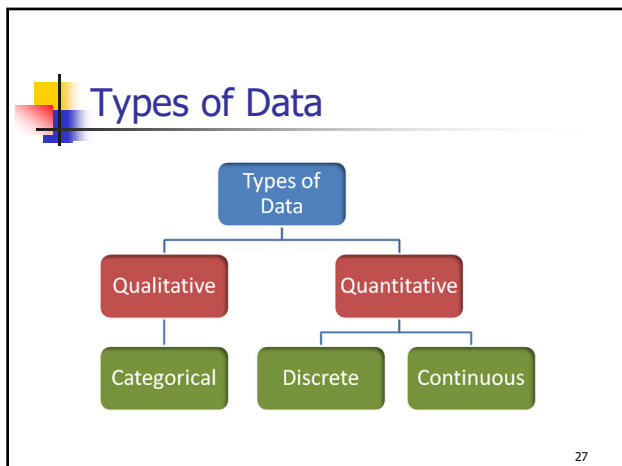 Types of Data
Types of
Data
Qualitative
Quantitative
Categorical
Discrete
Continuous
27